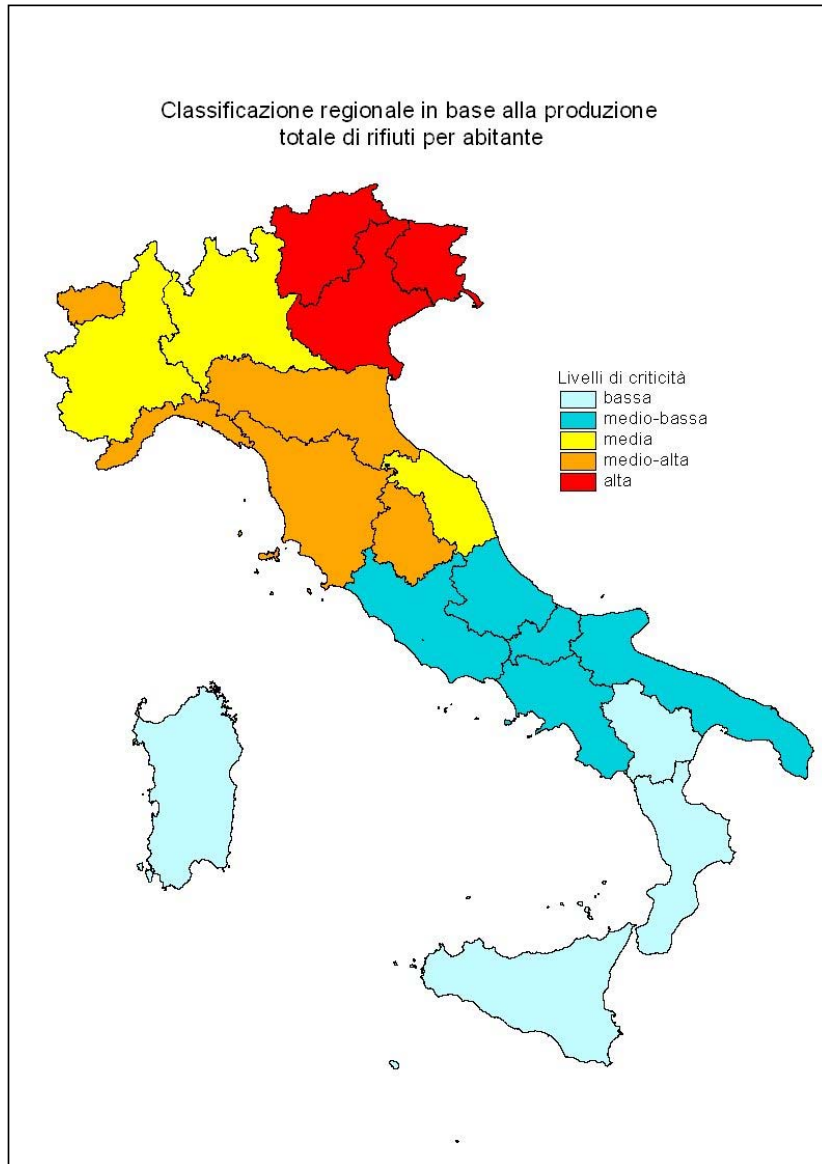 Classificazione regionale in base alla produzione
totale di rifiuti per abitante
Livelli di criticità
bassa
medio-bassa
media
medio-alta
alta